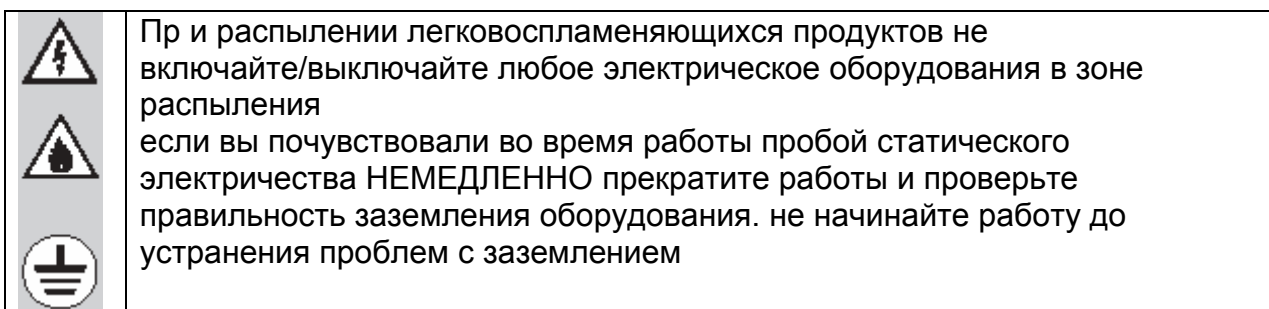 Пр и распылении легковоспламеняющихся продуктов не
включайте/выключайте любое электрическое оборудования в зоне
распыления
если вы почувствовали во время работы пробой статического
электричества НЕМЕДЛЕННО прекратите работы и проверьте
правильность заземления оборудования. не начинайте работу до
устранения проблем с заземлением